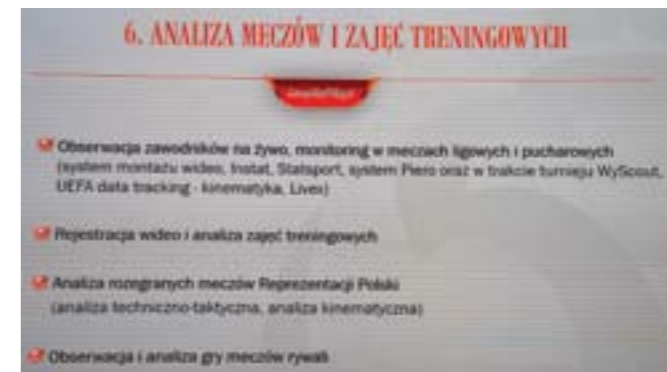 6. ANALIZA MECZÓW I ZAJĘĆ TRENINGOWYCH
Obserwacja zawodników na żywo, monitoring w meczach ligowych i pucharowych
(system montażu wideo, Instat, Statsport, system Piero oraz w trakcie turnieju WyScout,
UEFA data tracking - kinematyka, Livex)
Rejestracja wideo i analiza zajęć treningowych
Analiza rozegranych meczów Reprezentacji Polski
(analiza techniczno-taktyczna, analiza kinematyczna)
Obserwacja i analiza gry meczów rywali